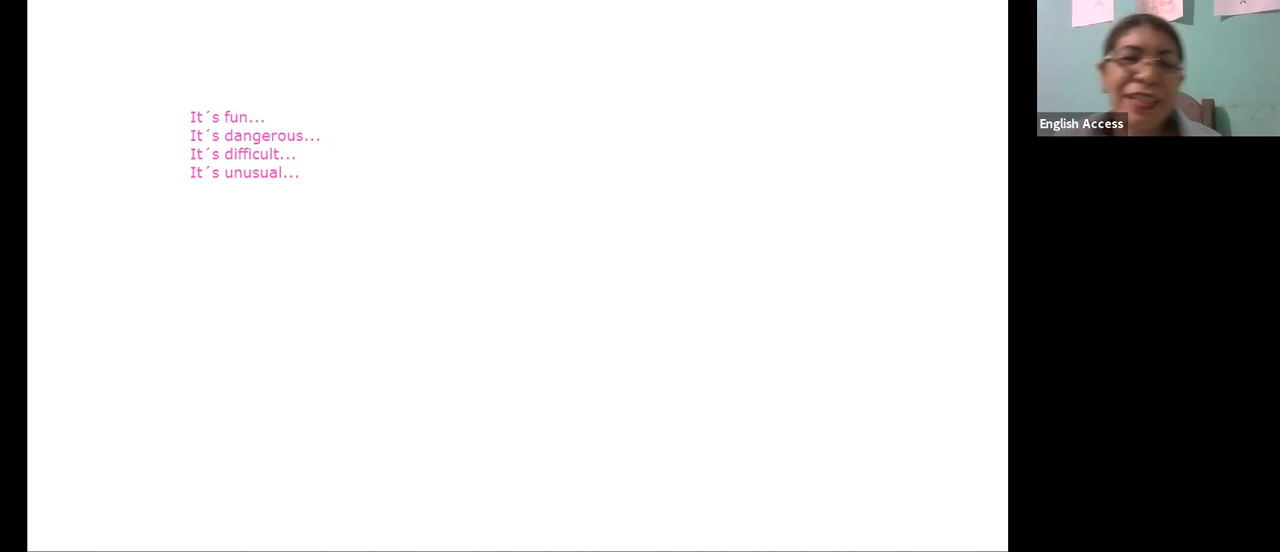 It´s fun...
It´s dangerous...
It´s difficult...
It´s unusual...
English Access